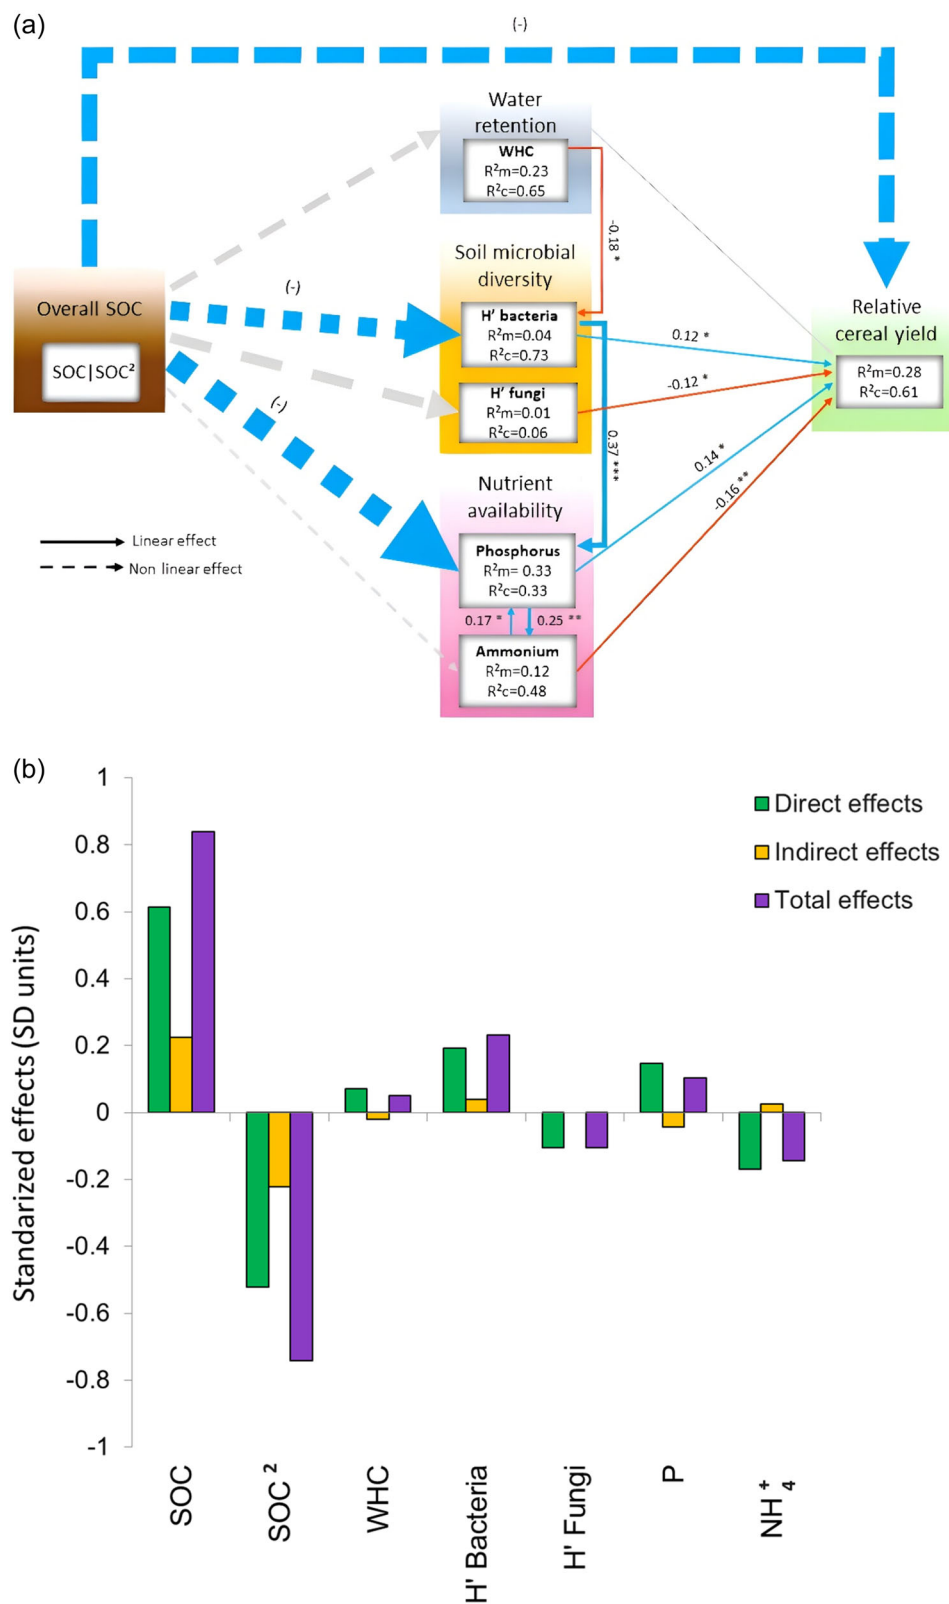 (a)
(-)
Water
retention
WHC
R²m=0.23
R²c=0.65
-0.18 *
Soil microbial
diversity
(-)
Overall SOC
SOC|SOC²
H' bacteria
R²m=0.04
R²c=0.73
0.12 *
Relative
cereal yield
R²m=0.28
R²c=0.61
H' fungi
R²m=0.01
R²c=0.06
-0.12 *
(-)
0.37 ***
0.14 *
-0.16 **
Nutrient
availability
Linear effect
Non linear effect
Phosphorus
R²m= 0.33
R²c=0.33
0.17 *
0.25 **
Ammonium
R²m=0.12
R²c=0.48
(b)
Standarized effects (SD units)
1
0.8
0.6
0.4
0.2
0
-0.2
-0.4
-0.6
-0.8
-1
Direct effects
Indirect effects
Total effects
SOC
SOC ²
WHC
H' Bacteria
H' Fungi
P
NH₄⁺